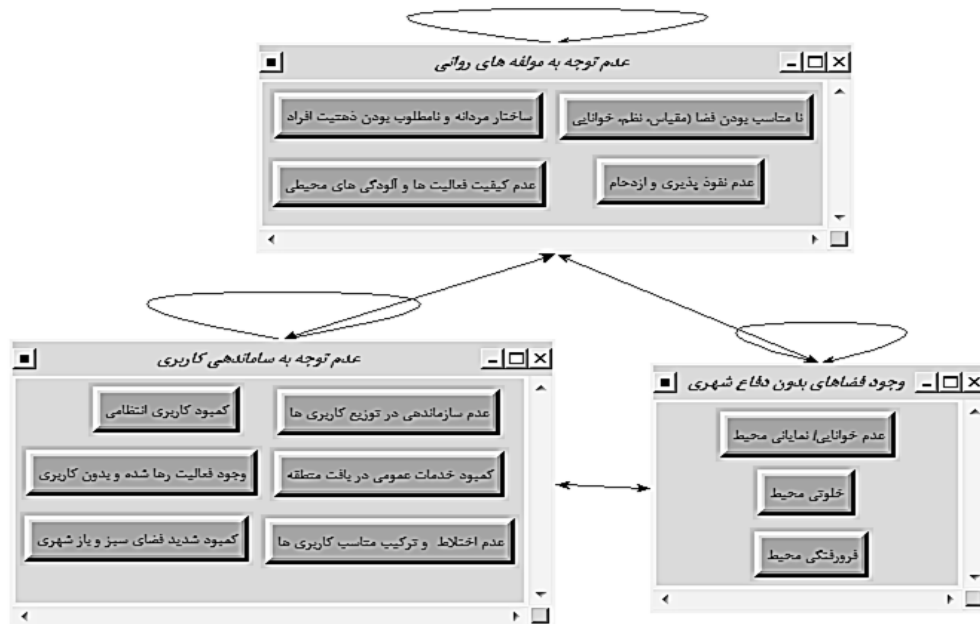 عدم توجه به مولفه های روانی
نا مناسب بودن فضا (مقیاس، نظم، خوانایی
ساختار مردانه و نامطلوب بودن ذهنیت افراد
عدم نفوذ پذیری و ازدحام
عدم کیفیت فعالیت ها و آلودگی های محیطی
عدم توجه به ساماندهی کاربری
عدم سازماندهی در توزیع کاربری ها
کمبود کاربری انتظامی
کمبود خدمات عمومی در بافت منطقه
وجود فعالیت رها شده و بدون کاربری
عدم اختلاط و ترکیب مناسب کاربری ها
کمبود شدید فضای سبز و باز شهری
وجود فضاهای بدون دفاع شهری
عدم خوانایی/ نمایانی محیط
خلوتی محیط
فرورفتگی محیط